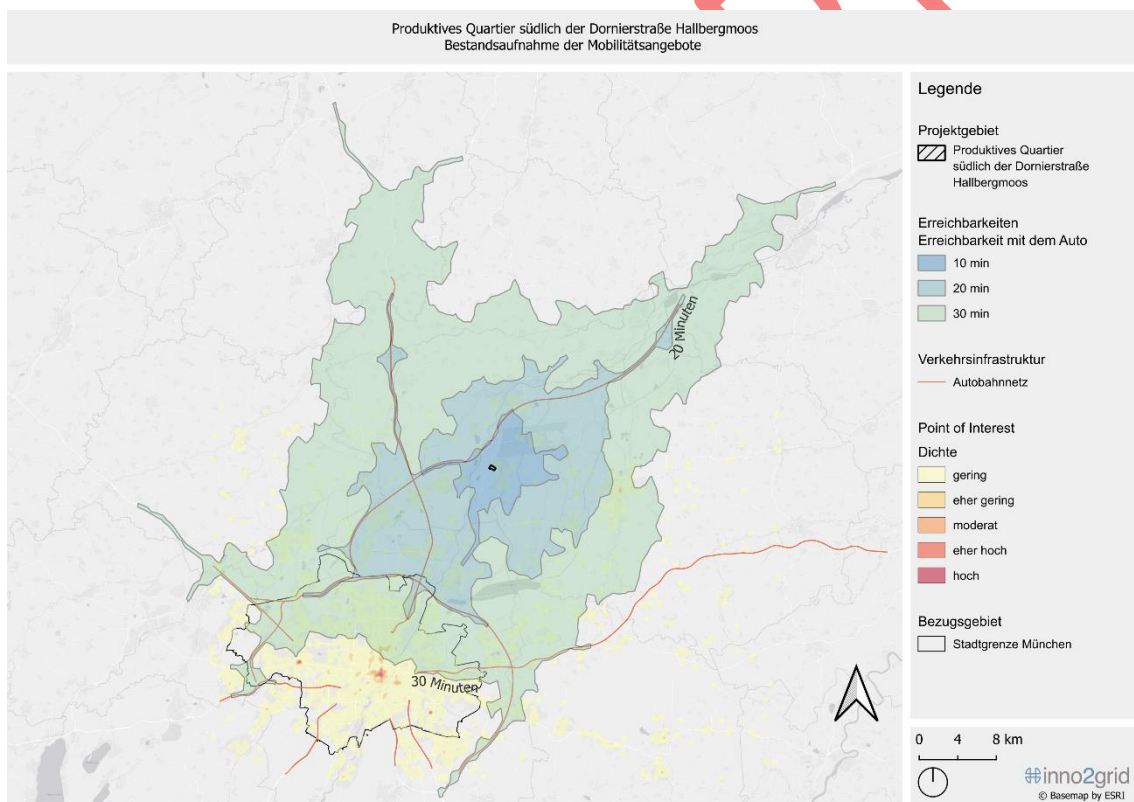 Produktives Quartier südlich der Dornierstraße Hallbergmoos
Bestandsaufnahme der Mobilitätsangebote
20 Minuten
30 Minuten
Legende
Projektgebiet
Produktives Quartier
südlich der Dornierstraße
Hallbergmoos
Erreichbarkeiten
Erreichbarkeit mit dem Auto
10 min
20 min
30 min
Verkehrsinfrastruktur
Autobahnnetz
Point of Interest
Dichte
gering
eher gering
moderat
eher hoch
hoch
Bezugsgebiet
Stadtgrenze München
0 4 8 km
inno2grid
© Basemap by ESRI